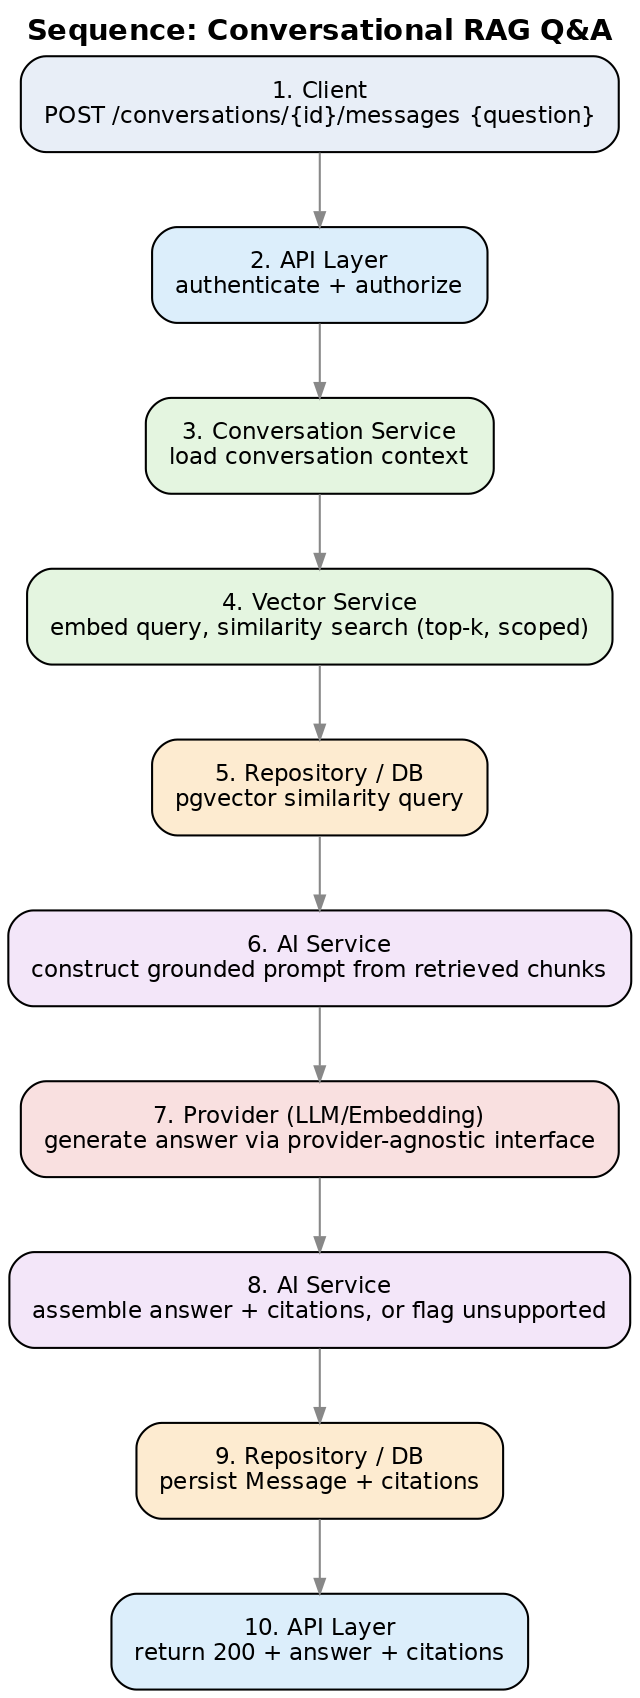 Sequence: Conversational RAG Q&A
1. Client
POST /conversations/{id}/messages {question}
2. API Layer
authenticate + authorize
3. Conversation Service
load conversation context
4. Vector Service
embed query, similarity search (top-k, scoped)
5. Repository / DB
pgvector similarity query
6. AI Service
construct grounded prompt from retrieved chunks
7. Provider (LLM/Embedding)
generate answer via provider-agnostic interface
8. AI Service
assemble answer + citations, or flag unsupported
9. Repository / DB
persist Message + citations
10. API Layer
return 200 + answer + citations